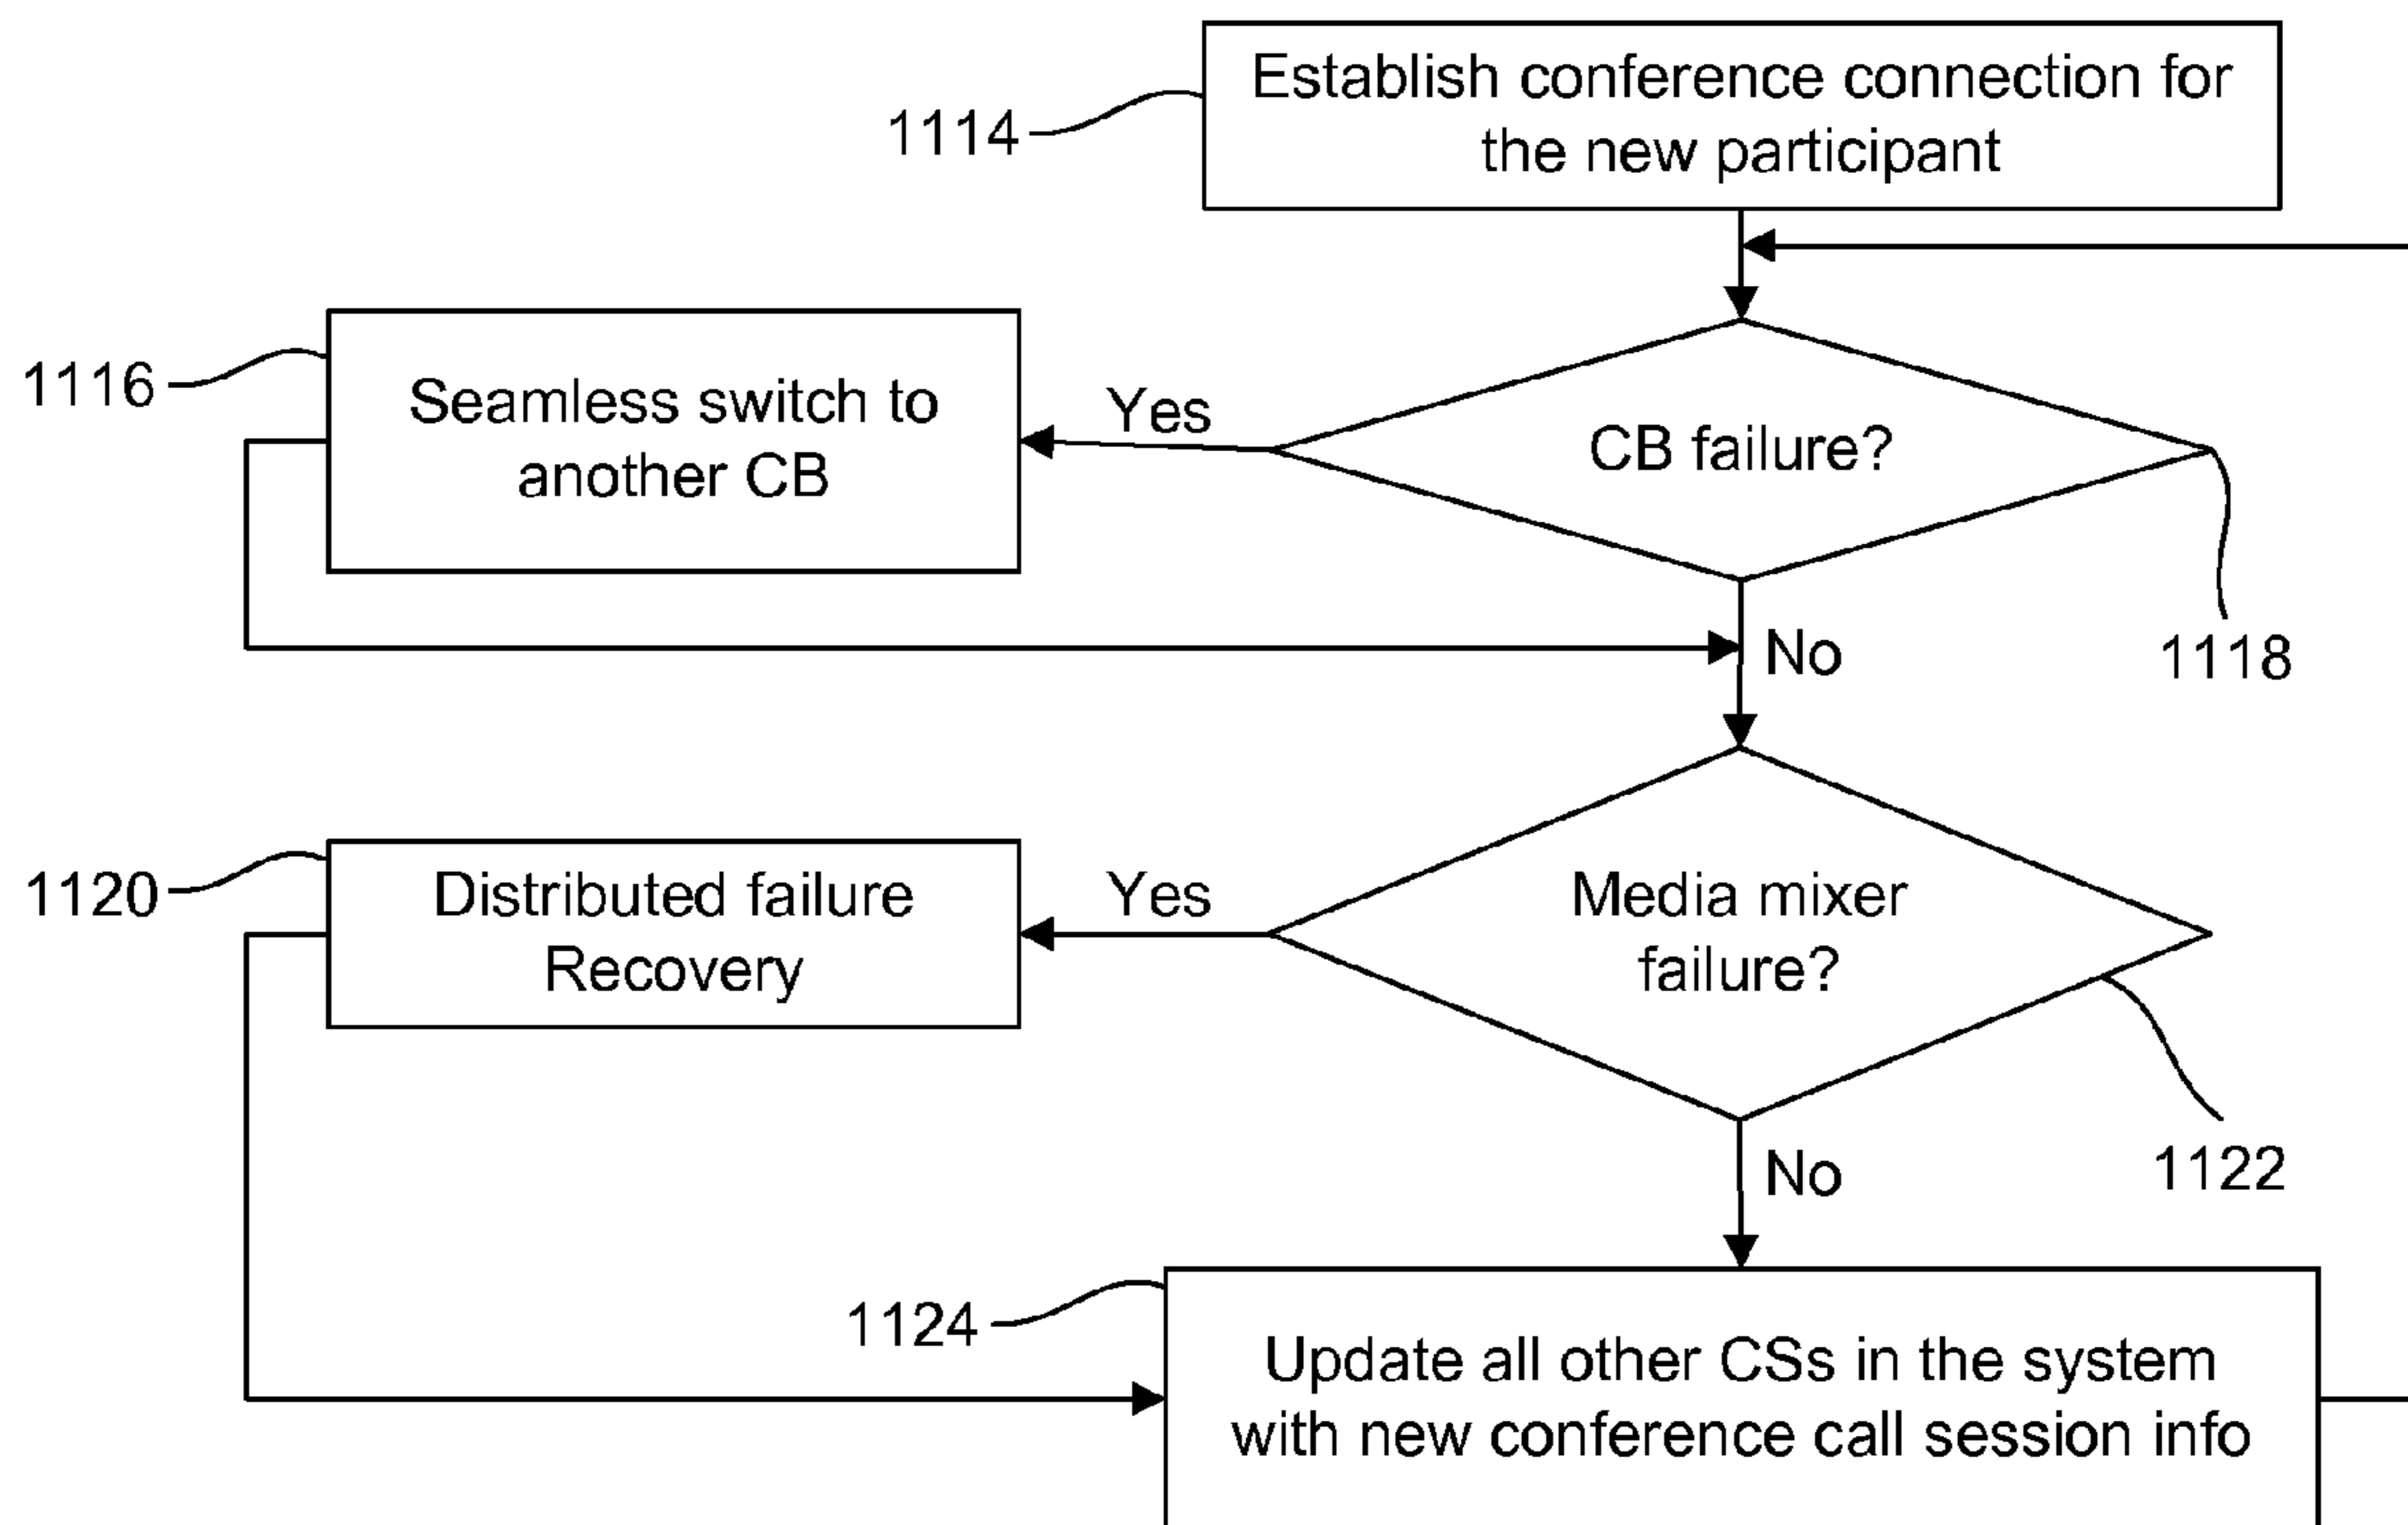 Establish conference connection for
the new participant
1114
1116
Seamless switch to
another CB
Yes
CB failure?
No
1118
1120
Distributed failure
Recovery
Yes
Media mixer
failure?
No
1122
1124
Update all other CSs in the system
with new conference call session info